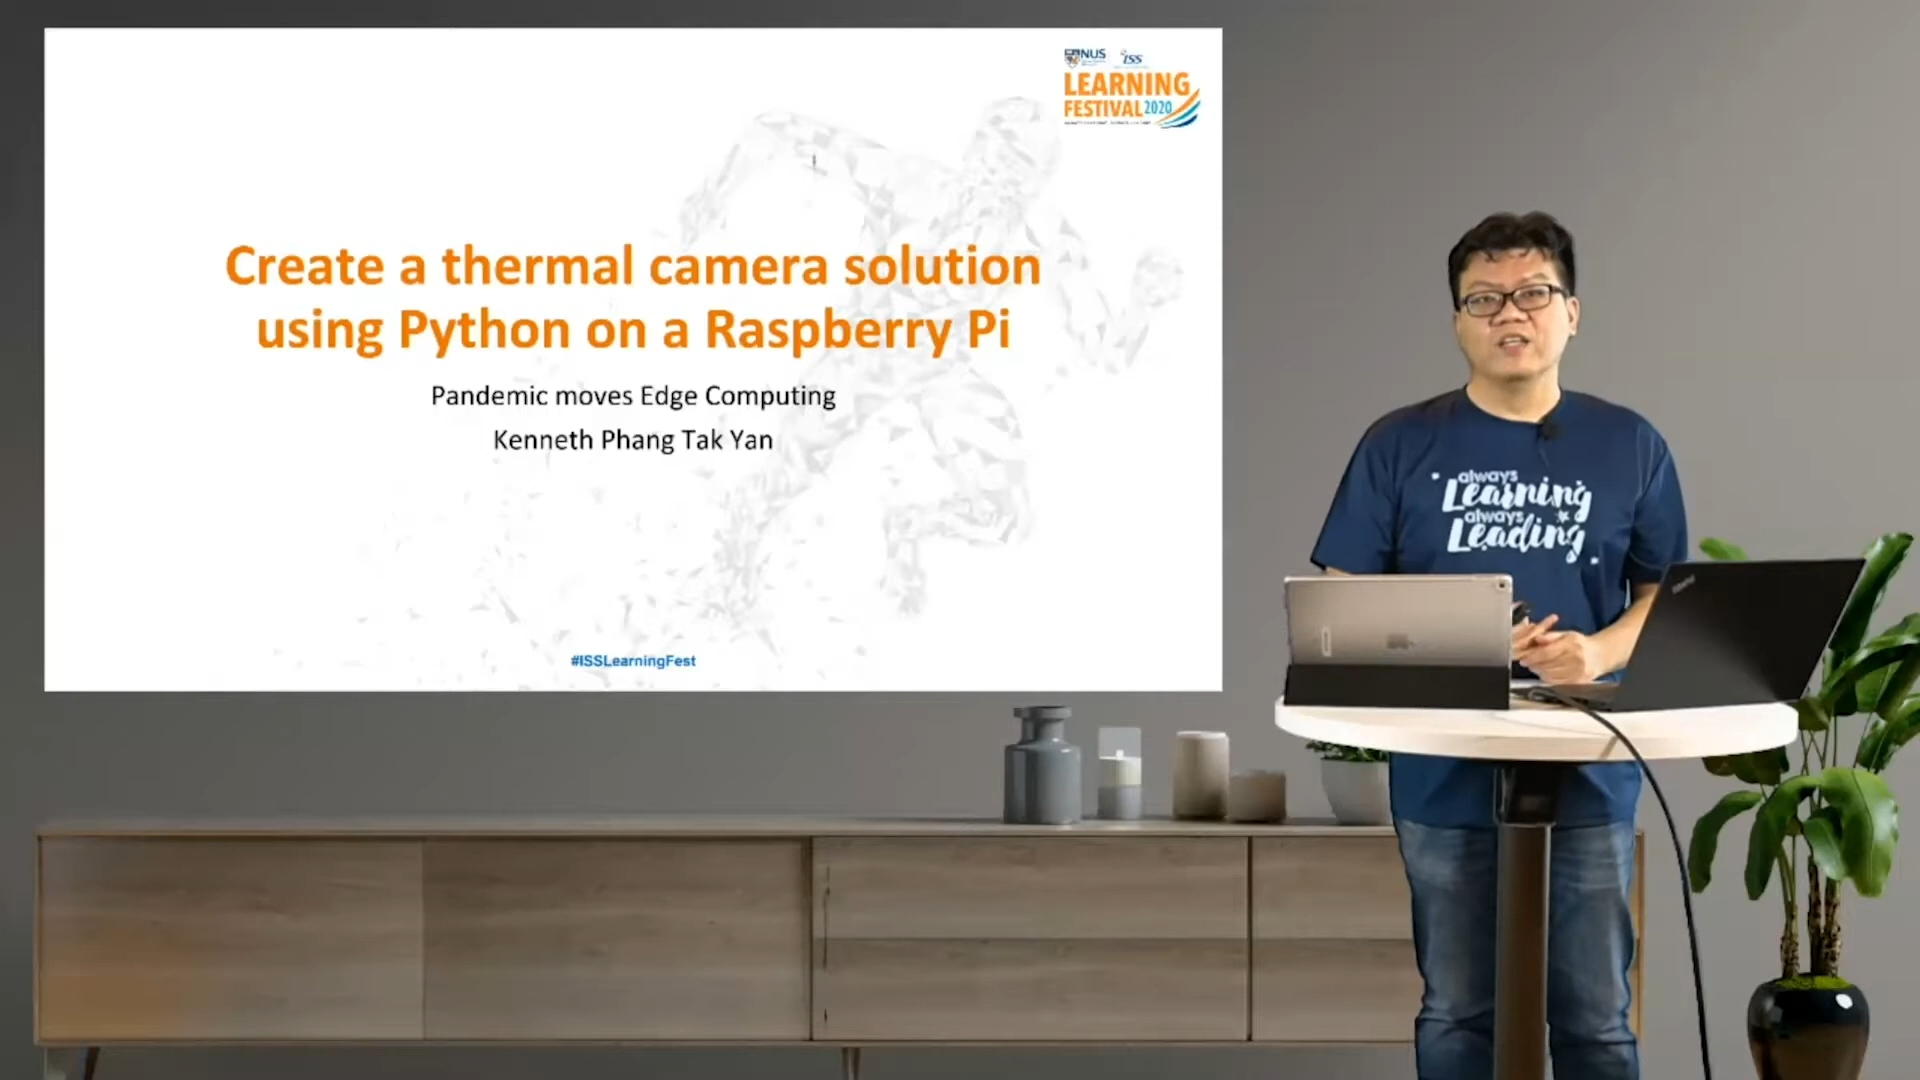 NUS
ISS
LEARNING
FESTIVAL 2020
Create a thermal camera solution
using Python on a Raspberry Pi
Pandemic moves Edge Computing
Kenneth Phang Tak Yan
#ISSLearningFest
always
Learning
always
Leading